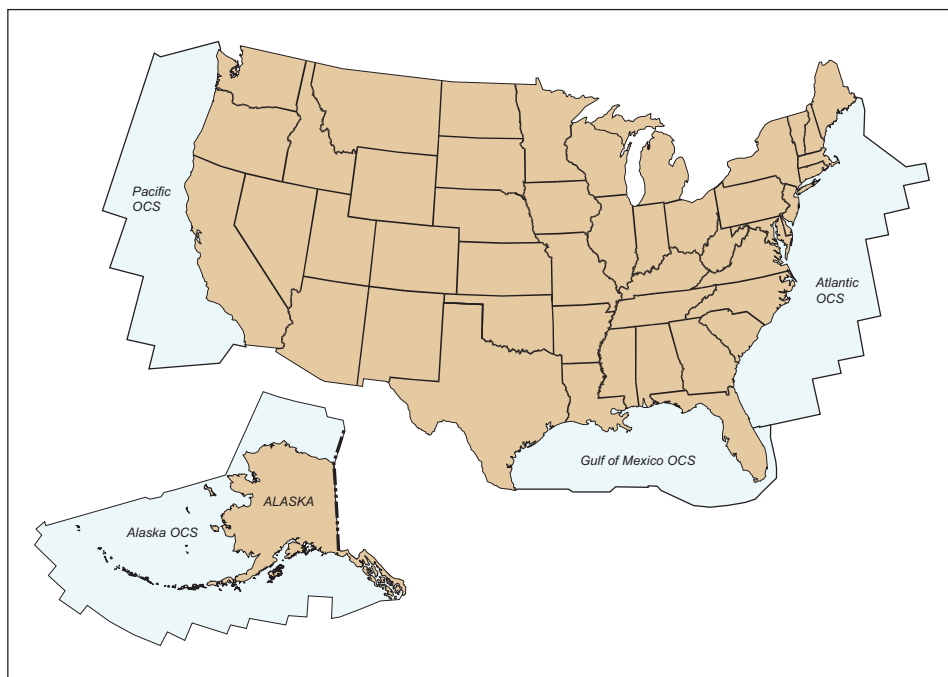 Pacific
OCS
Atlantic
OCS
Gulf of Mexico OCS
ALASKA
Alaska OCS